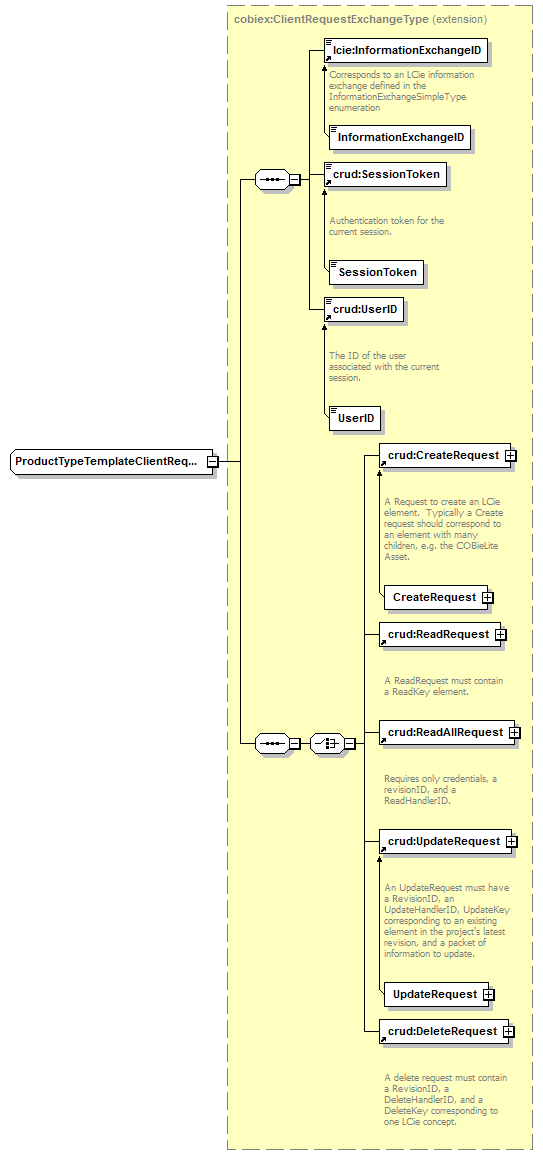 cobiex:ClientRequestExchangeType (extension)
lcie:InformationExchangeID
Corresponds to an LCie information
exchange defined in the
InformationExchangeSimpleType
enumeration
InformationExchangeID
crud:SessionToken
Authentication token for the
current session.
SessionToken
crud:UserID
The ID of the user
associated with the current
session.
UserID
ProductTypeTemplateClientReq...
crud:CreateRequest
A Request to create an LCie
element.  Typically a Create
request should correspond to
an element with many
children, e.g. the COBieLite
Asset.
CreateRequest
crud:ReadRequest
A ReadRequest must contain
a ReadKey element.
crud:ReadAllRequest
Requires only credentials, a
revisionID, and a
ReadHandlerID.
crud:UpdateRequest
An UpdateRequest must have
a RevisionID, an
UpdateHandlerID, UpdateKey
corresponding to an existing
element in the project's latest
revision, and a packet of
information to update.
UpdateRequest
crud:DeleteRequest
A delete request must contain
a RevisionID, a
DeleteHandlerID, and a
DeleteKey corresponding to
one LCie concept.